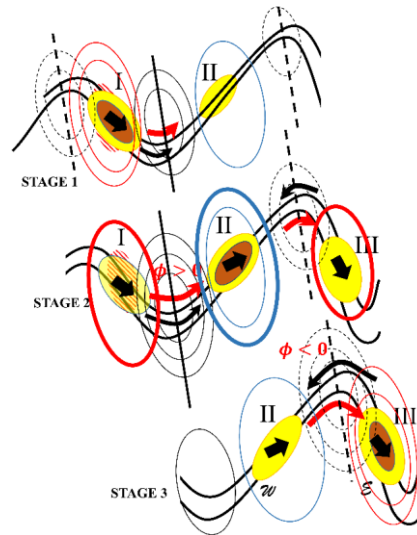 I
II
STAGE 1
I
II
III
ϕ > 0
STAGE 2
ϕ < 0
II
III
STAGE 3
𝒲
ℰ